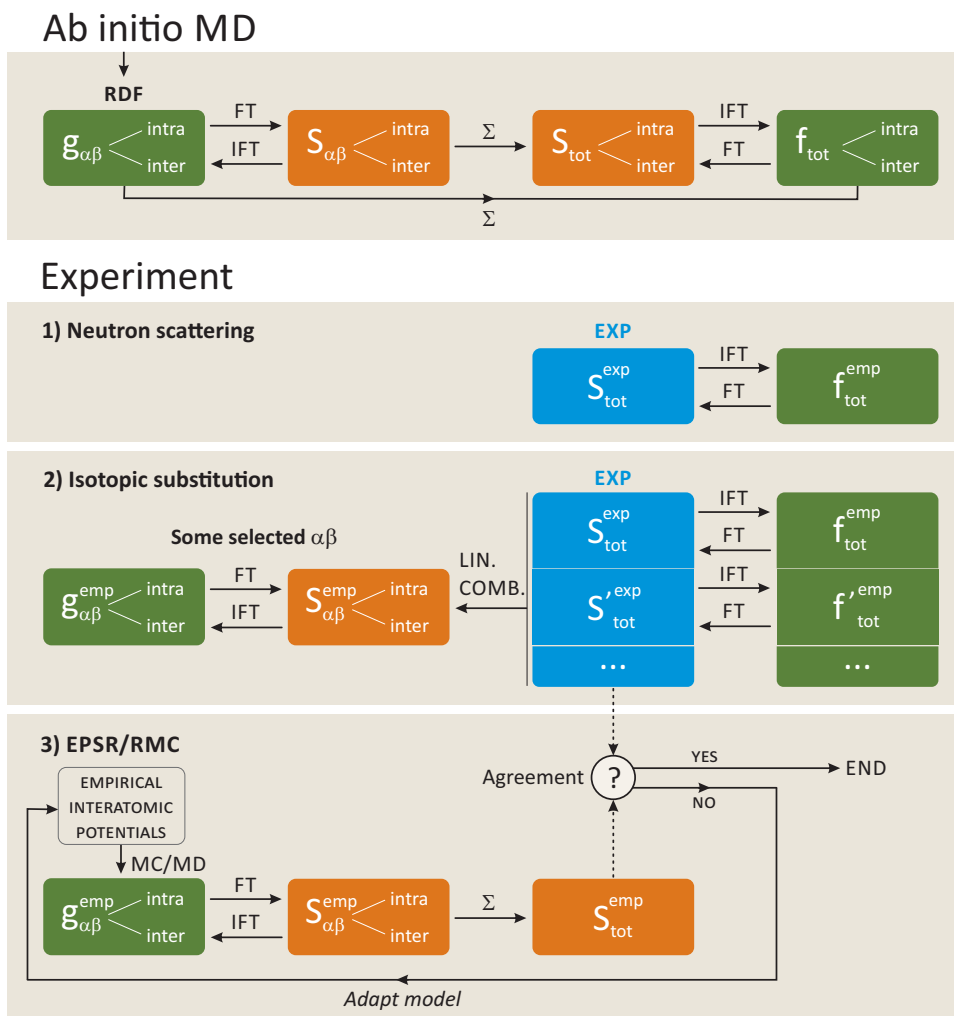 Ab initio MD
RDF
gαβ intra inter
FT
IFT
Sαβ intra inter
Σ
Stot intra inter
IFT
FT
ftot intra inter
Σ
Experiment
1) Neutron scattering
EXP
S exp tot
IFT
FT
f emp tot
2) Isotopic substitution
EXP
Some selected αβ
g emp αβ intra inter
FT
IFT
S emp αβ intra inter
LIN.
COMB.
S exp tot
IFT
FT
f emp tot
S' exp tot
IFT
FT
f' emp tot
... ...
3) EPSR/RMC
EMPIRICAL
INTERATOMIC
POTENTIALS
MC/MD
Agreement ?
YES
END
NO
g emp αβ intra inter
FT
IFT
S emp αβ intra inter
Σ
S emp tot
Adapt model